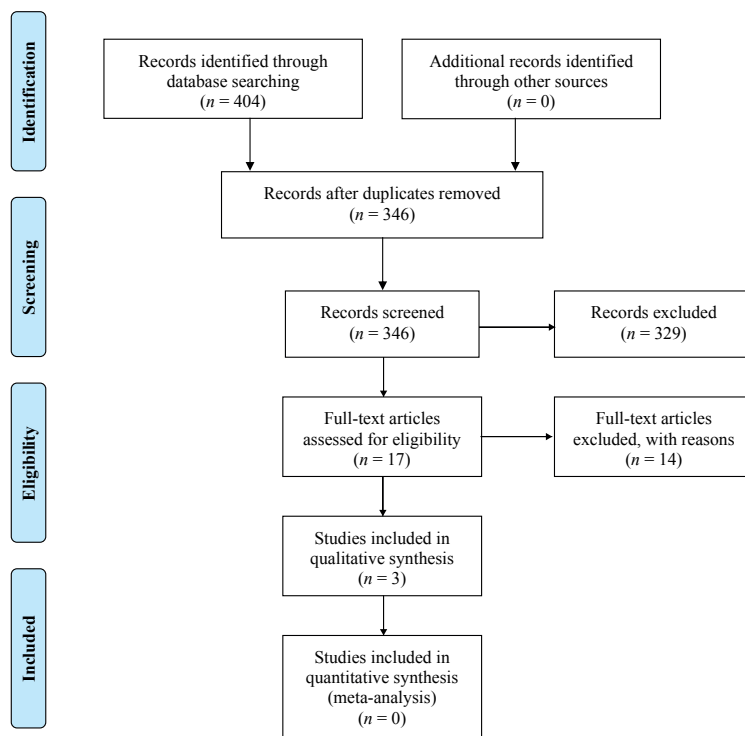 Identification
Records identified through
database searching
(n = 404)
Additional records identified
through other sources
(n = 0)
Records after duplicates removed
(n = 346)
Screening
Records screened
(n = 346)
Records excluded
(n = 329)
Eligibility
Full-text articles
assessed for eligibility
(n = 17)
Full-text articles
excluded, with reasons
(n = 14)
Studies included in
qualitative synthesis
(n = 3)
Included
Studies included in
quantitative synthesis
(meta-analysis)
(n = 0)